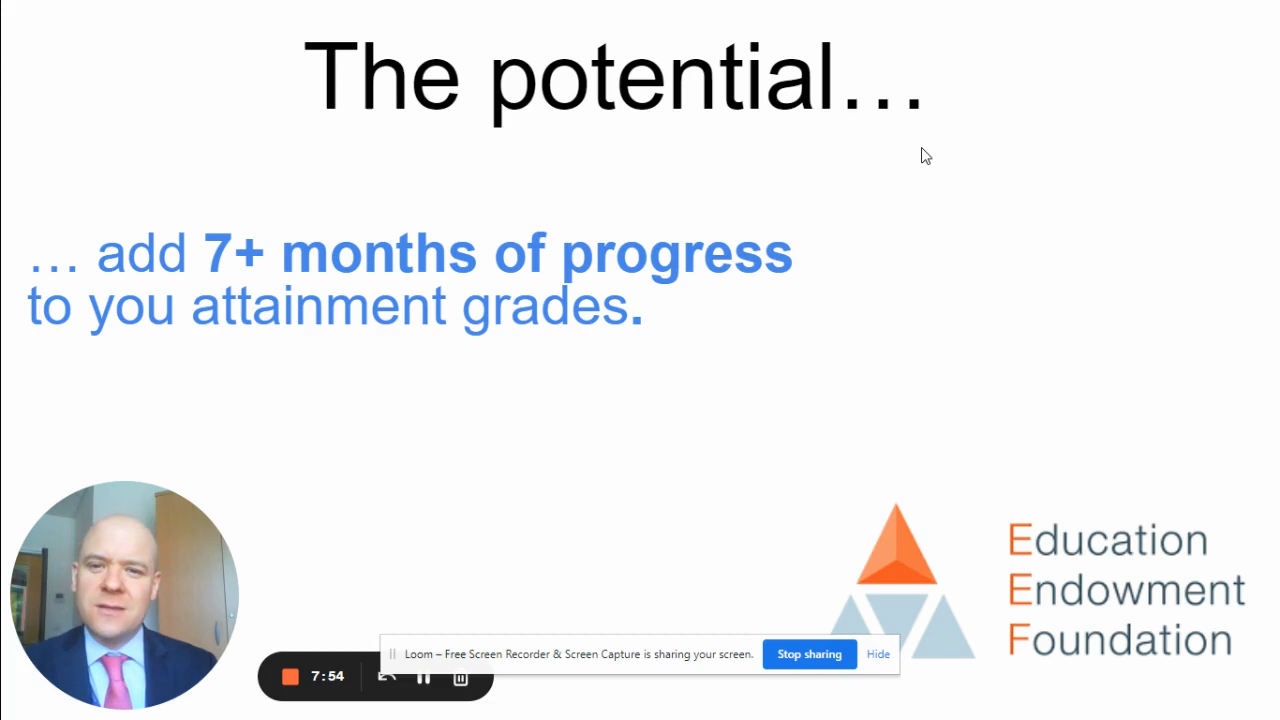 The potential…
… add 7+ months of progress
to you attainment grades.
Education
Endowment
Foundation
Loom – Free Screen Recorder & Screen Capture is sharing your screen. Stop sharing Hide
7:54